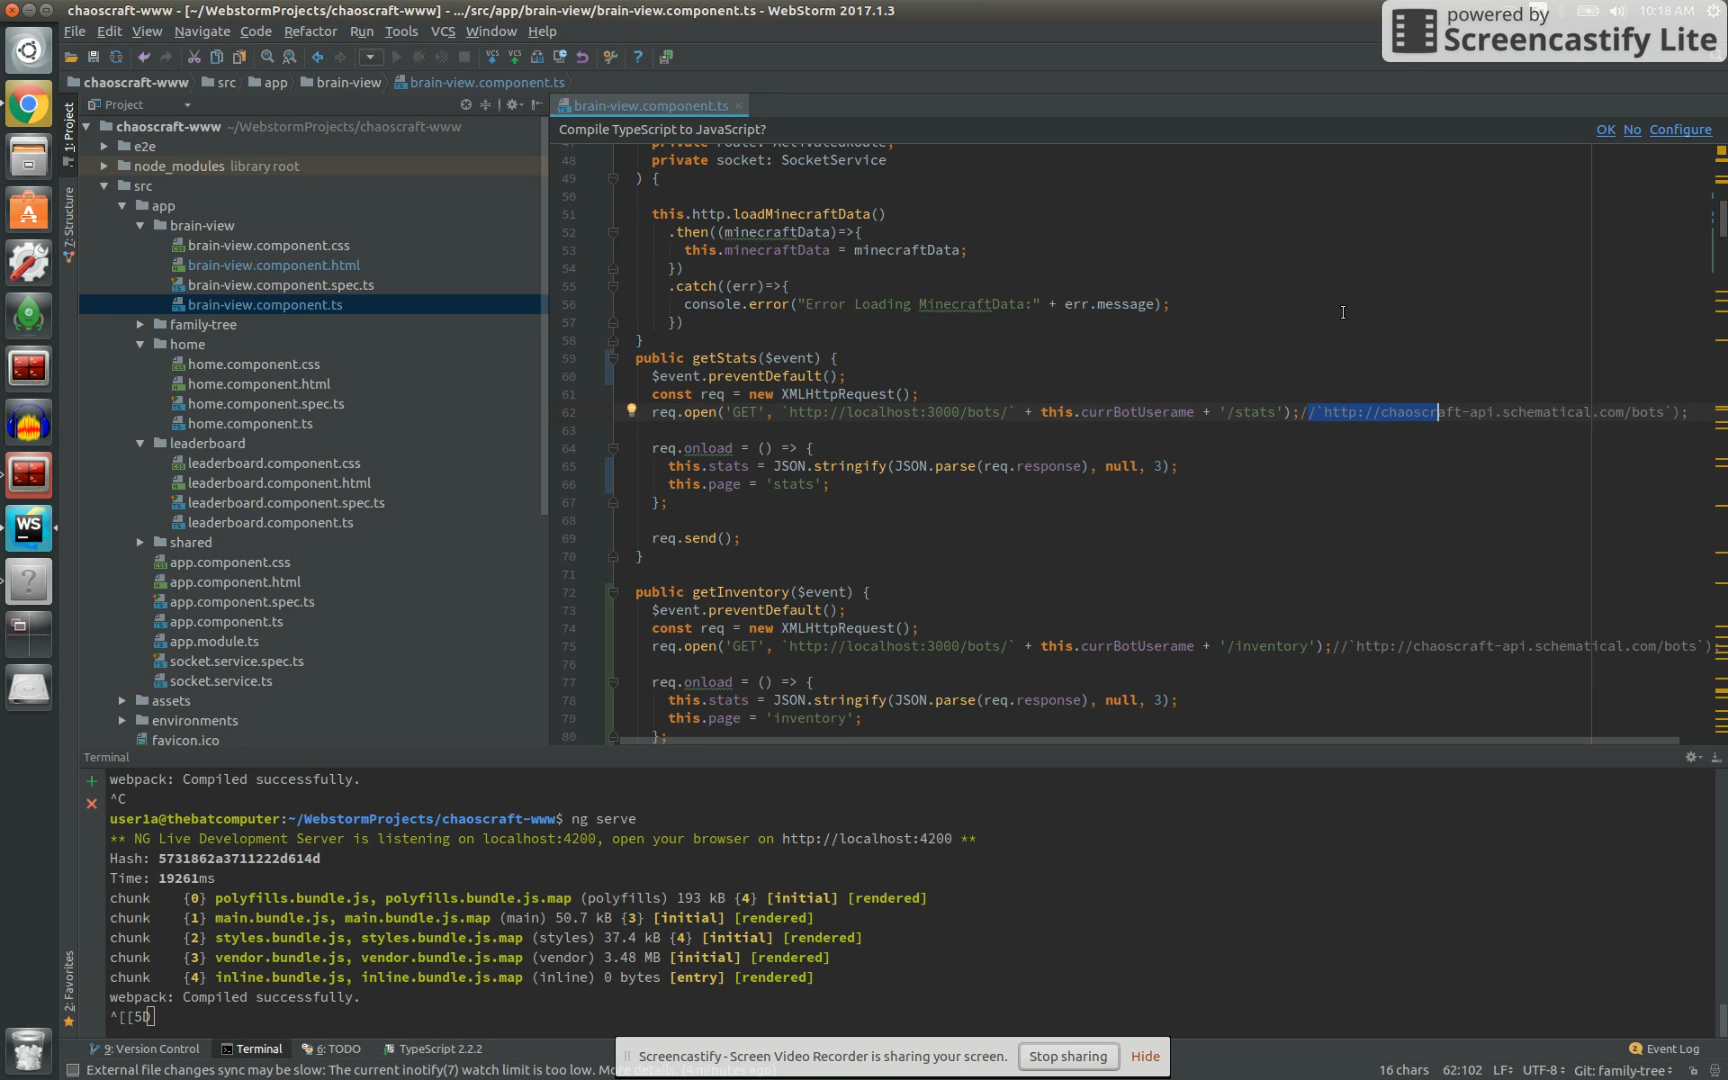 chaoscraft-www - [~/WebstormProjects/chaoscraft-www] - .../src/app/brain-view/brain-view.component.ts - WebStorm 2017.1.3
10:18 AM
powered by
Screencastify Lite
File Edit View Navigate Code Refactor Run Tools VCS Window Help
chaoscraft-www src app brain-view brain-view.component.ts
Project
brain-view.component.ts
Compile TypeScript to JavaScript? OK No Configure
1: Project
7: Structure
2: Favorites
WS
chaoscraft-www ~/WebstormProjects/chaoscraft-www
e2e
node_modules library root
src
app
brain-view
brain-view.component.css
brain-view.component.html
brain-view.component.spec.ts
brain-view.component.ts
family-tree
home
home.component.css
home.component.html
home.component.spec.ts
home.component.ts
leaderboard
leaderboard.component.css
leaderboard.component.html
leaderboard.component.spec.ts
leaderboard.component.ts
shared
app.component.css
app.component.html
app.component.spec.ts
app.component.ts
app.module.ts
socket.service.spec.ts
socket.service.ts
assets
environments
favicon.ico
private route: ActivatedRoute,
48 private socket: SocketService
49 ) {
50
51 this.http.loadMinecraftData()
52 .then((minecraftData)=>{
53 this.minecraftData = minecraftData;
54 })
55 .catch((err)=>{
56 console.error("Error Loading MinecraftData:" + err.message);
57 })
58 }
59 public getStats($event) {
60 $event.preventDefault();
61 const req = new XMLHttpRequest();
62 req.open('GET', `http://localhost:3000/bots/` + this.currBotUserame + '/stats');//`http://chaoscraft-api.schematical.com/bots`);
63
64 req.onload = () => {
65 this.stats = JSON.stringify(JSON.parse(req.response), null, 3);
66 this.page = 'stats';
67 };
68
69 req.send();
70 }
71
72 public getInventory($event) {
73 $event.preventDefault();
74 const req = new XMLHttpRequest();
75 req.open('GET', `http://localhost:3000/bots/` + this.currBotUserame + '/inventory');//`http://chaoscraft-api.schematical.com/bots`);
76
77 req.onload = () => {
78 this.stats = JSON.stringify(JSON.parse(req.response), null, 3);
79 this.page = 'inventory';
80 };
Terminal
webpack: Compiled successfully.
^C
user1a@thebatcomputer:~/WebstormProjects/chaoscraft-www$ ng serve
** NG Live Development Server is listening on localhost:4200, open your browser on http://localhost:4200 **
Hash: 5731862a3711222d614d
Time: 19261ms
chunk {0} polyfills.bundle.js, polyfills.bundle.js.map (polyfills) 193 kB {4} [initial] [rendered]
chunk {1} main.bundle.js, main.bundle.js.map (main) 50.7 kB {3} [initial] [rendered]
chunk {2} styles.bundle.js, styles.bundle.js.map (styles) 37.4 kB {4} [initial] [rendered]
chunk {3} vendor.bundle.js, vendor.bundle.js.map (vendor) 3.48 MB [initial] [rendered]
chunk {4} inline.bundle.js, inline.bundle.js.map (inline) 0 bytes [entry] [rendered]
webpack: Compiled successfully.
^[[5D
9: Version Control Terminal 6: TODO TypeScript 2.2.2
2 Event Log
Screencastify - Screen Video Recorder is sharing your screen. Stop sharing Hide
External file changes sync may be slow: The current inotify(7) watch limit is too low. More details. (4 minutes ago)
16 chars 62:102 LF÷ UTF-8÷ Git: family-tree÷